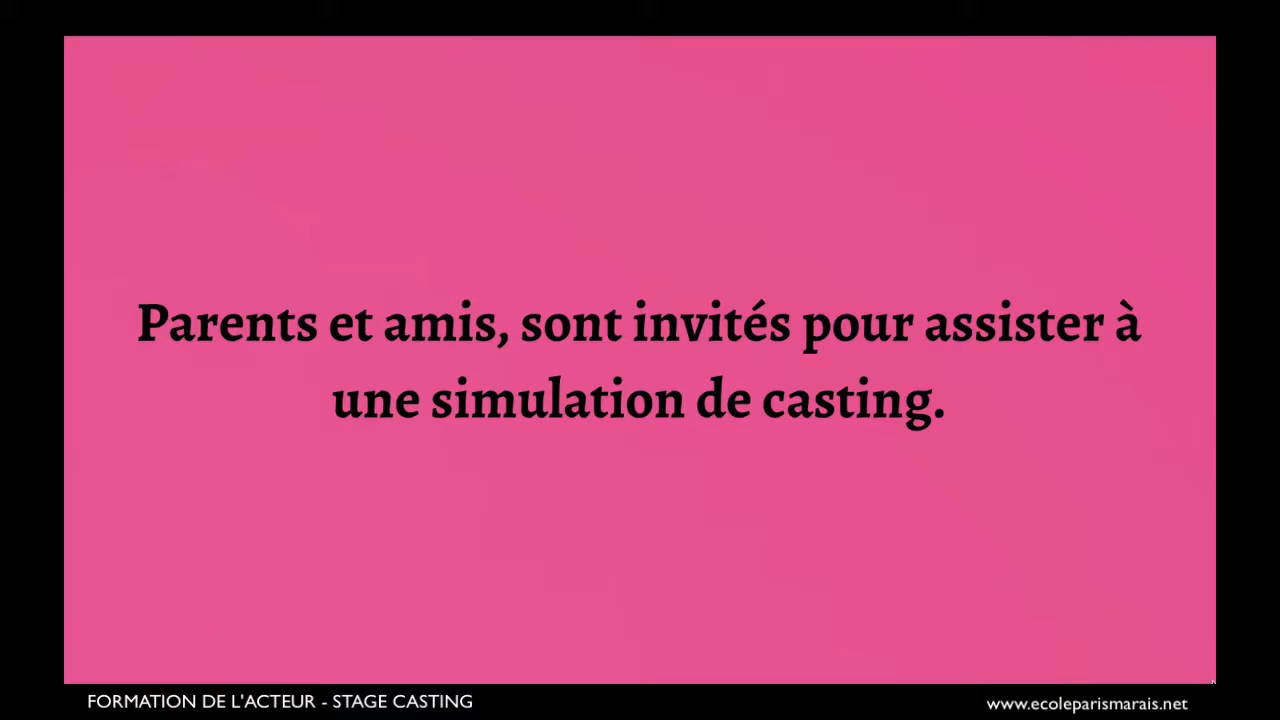 Parents et amis, sont invités pour assister à
une simulation de casting.
FORMATION DE L'ACTEUR - STAGE CASTING
www.ecoleparismarais.net